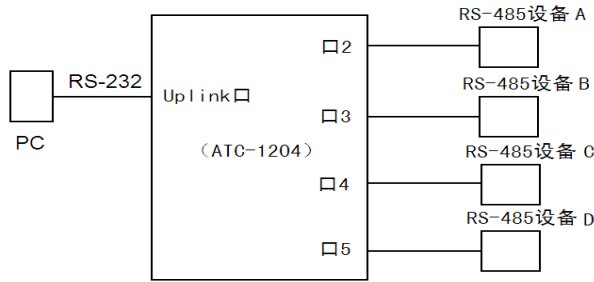 RS-485设备 A
口2
RS-232
RS-485设备 B
Uplink口
口3
PC
(ATC-1204)
RS-485设备 C
口4
RS-485设备 D
口5